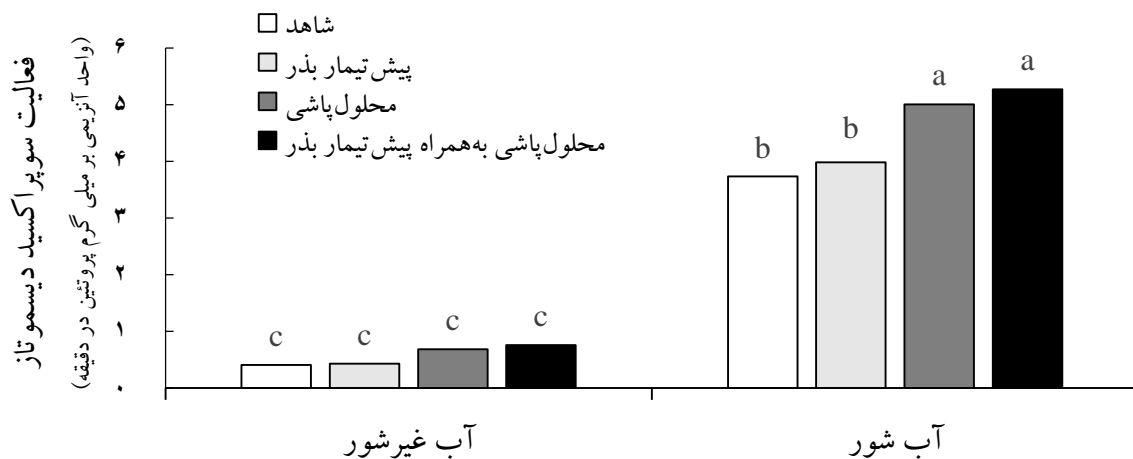 فعالیت سوپراکسید دیسموتاز
(واحد آنزیمی بر میلی گرم پروتئین در دقیقه)
۶
۵
۴
۳
۲
۱
۰
شاهد
پیش‌تیمار بذر
محلول‌پاشی
محلول‌پاشی به‌همراه پیش‌تیمار بذر
c c c c
b b a a
آب غیرشور
آب شور